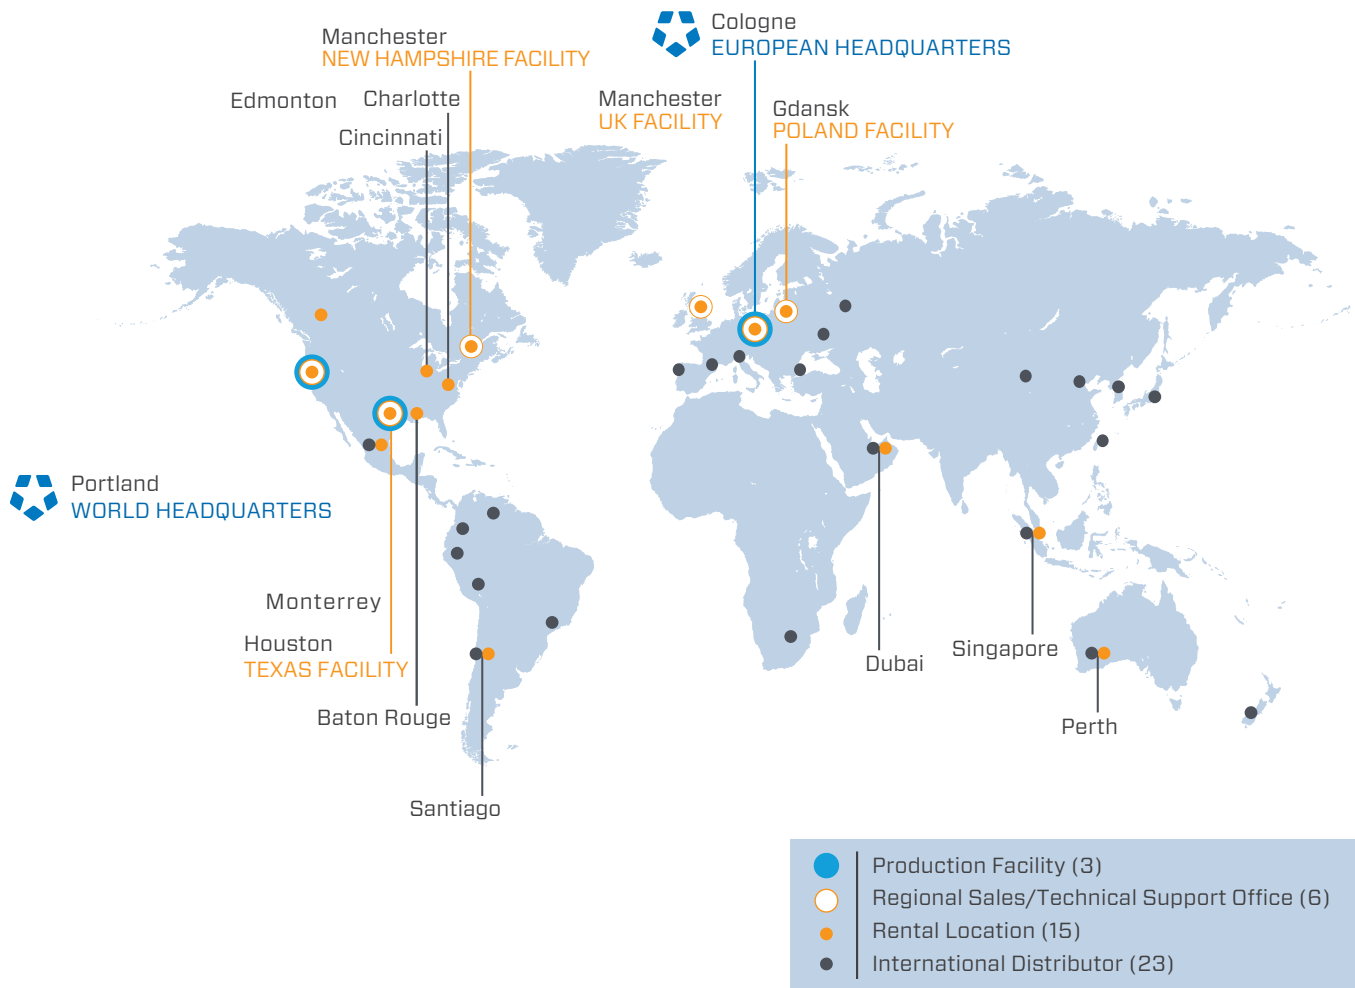 Cologne
EUROPEAN HEADQUARTERS
Manchester
NEW HAMPSHIRE FACILITY
Edmonton
Charlotte
Cincinnati
Manchester
UK FACILITY
Gdansk
POLAND FACILITY
Portland
WORLD HEADQUARTERS
Monterrey
Houston
TEXAS FACILITY
Baton Rouge
Santiago
Dubai
Singapore
Perth
Production Facility (3)
Regional Sales/Technical Support Office (6)
Rental Location (15)
International Distributor (23)